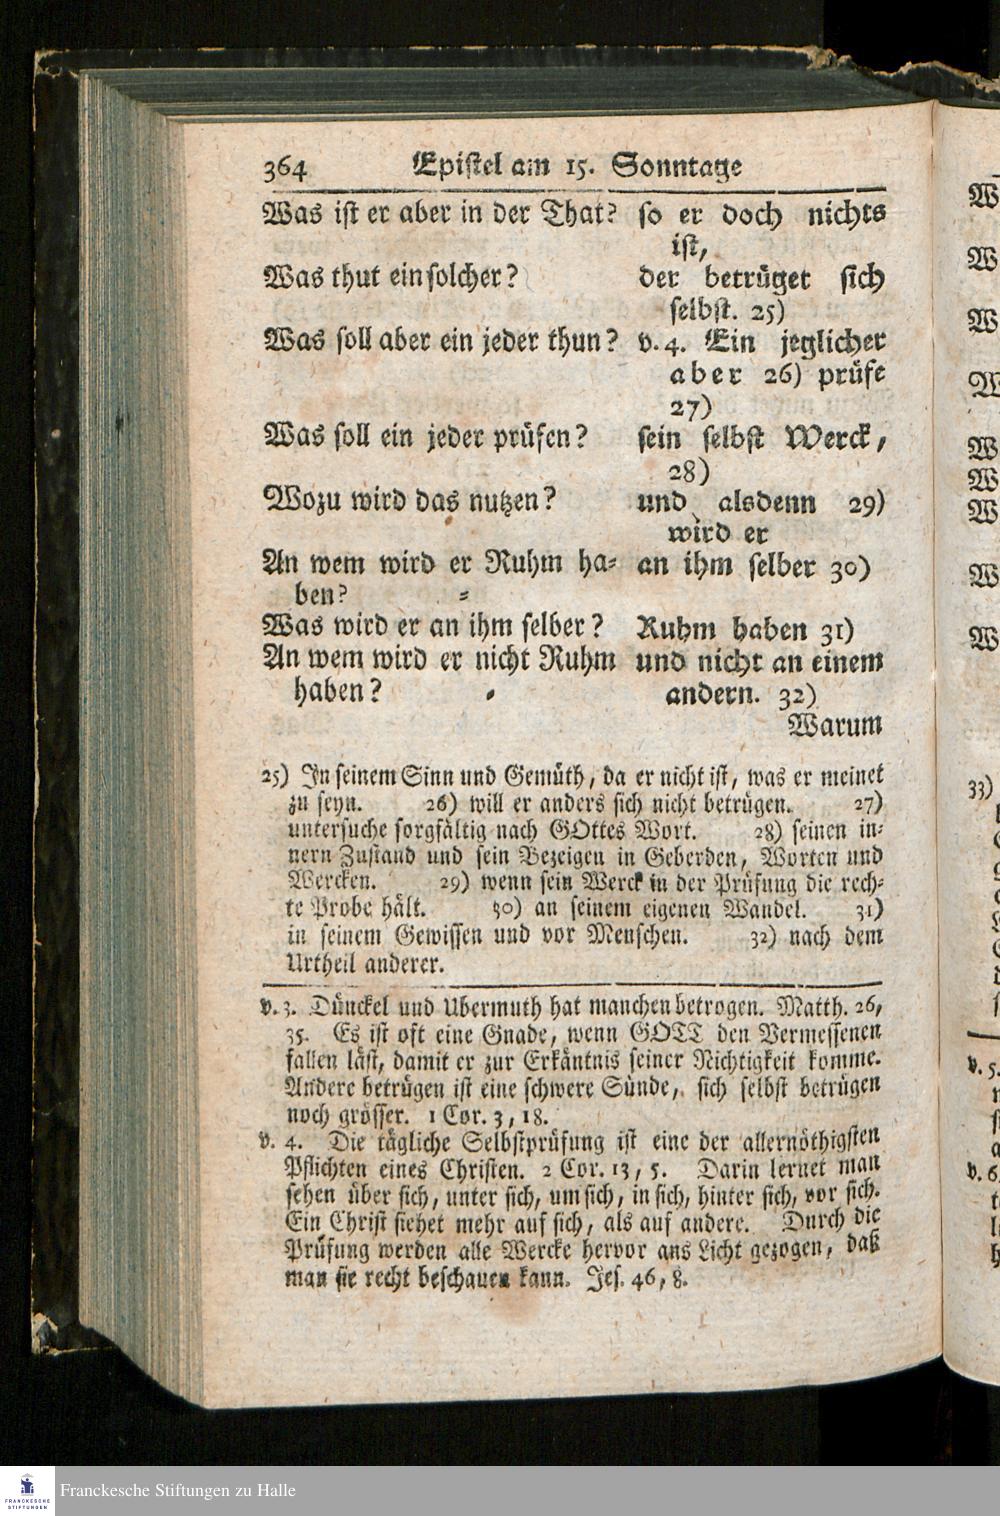 364 Epistel am 15. Sonntage
Was ist er aber in der That? so er doch nichts
ist,
Was thut ein solcher? der betrüget sich
selbst. 25)
Was soll aber ein jeder thun? v. 4. Ein jeglicher
aber 26) prüfe
27)
Was soll ein jeder prüfen? sein selbst Werck,
28)
Wozu wird das nutzen? und alsdenn 29)
wird er
An wem wird er Ruhm ha- an ihm selber 30)
ben?
Was wird er an ihm selber? Ruhm haben 31)
An wem wird er nicht Ruhm und nicht an einem
haben? andern. 32)
Warum
25) In seinem Sinn und Gemüth, da er nicht ist, was er meinet
zu seyn. 26) will er anders sich nicht betrügen. 27)
untersuche sorgfältig nach GOttes Wort. 28) seinen in-
nern Zustand und sein Bezeigen in Geberden, Worten und
Wercken. 29) wenn sein Werck in der Prüfung die rech-
te Probe hält. 30) an seinem eigenen Wandel. 31)
in seinem Gewissen und vor Menschen. 32) nach dem
Urtheil anderer.
v. 3. Dünckel und Ubermuth hat manchen betrogen. Matth. 26,
35. Es ist oft eine Gnade, wenn GOTT den Vermessenen
fallen läst, damit er zur Erkäntnis seiner Nichtigkeit komme.
Andere betrügen ist eine schwere Sünde, sich selbst betrügen
noch grösser. 1 Cor. 3, 18.
v. 4. Die tägliche Selbstprüfung ist eine der allernöthigsten
Pflichten eines Christen. 2 Cor. 13, 5. Darin lernet man
sehen über sich, unter sich, um sich, in sich, hinter sich, vor sich.
Ein Christ siehet mehr auf sich, als auf andere. Durch die
Prüfung werden alle Wercke hervor ans Licht gezogen, daß
man sie recht beschauen kann. Jes. 46, 8.
W
W
W
W
W
W
W
W
W
33)
v. 5.
v. 6
FRANCKESCHE
STIFTUNGEN
Franckesche Stiftungen zu Halle